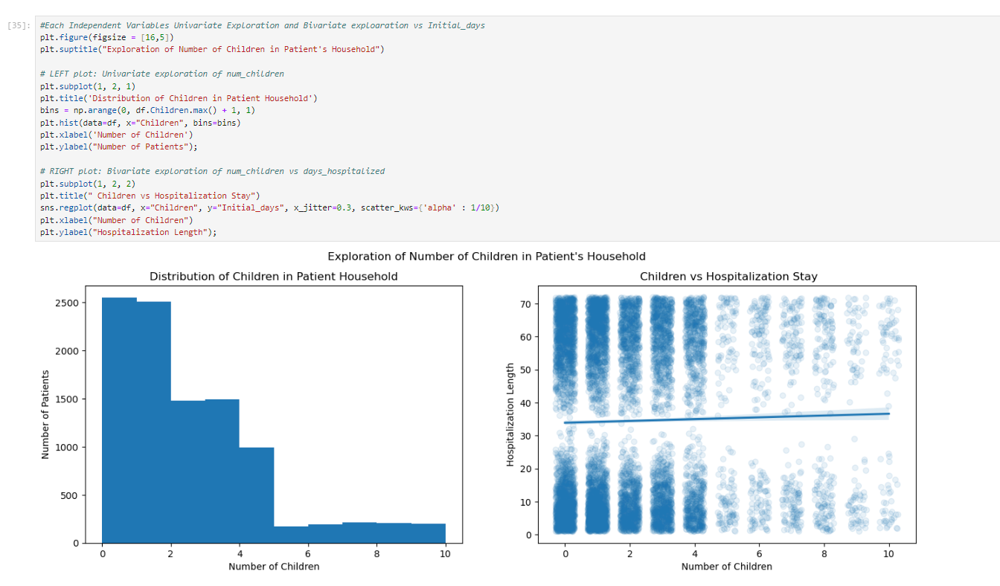 [35]:
#Each Independent Variables Univariate Exploration and Bivariate exploaration vs Initial_days
plt.figure(figsize = [16,5])
plt.suptitle("Exploration of Number of Children in Patient's Household")
# LEFT plot: Univariate exploration of num_children
plt.subplot(1, 2, 1)
plt.title('Distribution of Children in Patient Household')
bins = np.arange(0, df.Children.max() + 1, 1)
plt.hist(data=df, x="Children", bins=bins)
plt.xlabel('Number of Children')
plt.ylabel("Number of Patients");
# RIGHT plot: Bivariate exploration of num_children vs days_hospitalized
plt.subplot(1, 2, 2)
plt.title(" Children vs Hospitalization Stay")
sns.regplot(data=df, x="Children", y="Initial_days", x_jitter=0.3, scatter_kws={'alpha' : 1/10})
plt.xlabel("Number of Children")
plt.ylabel("Hospitalization Length");
Exploration of Number of Children in Patient's Household
Distribution of Children in Patient Household
Number of Patients
2500
2000
1500
1000
500
0
0 2 4 6 8 10
Number of Children
Children vs Hospitalization Stay
Hospitalization Length
70
60
50
40
30
20
10
0
0 2 4 6 8 10
Number of Children